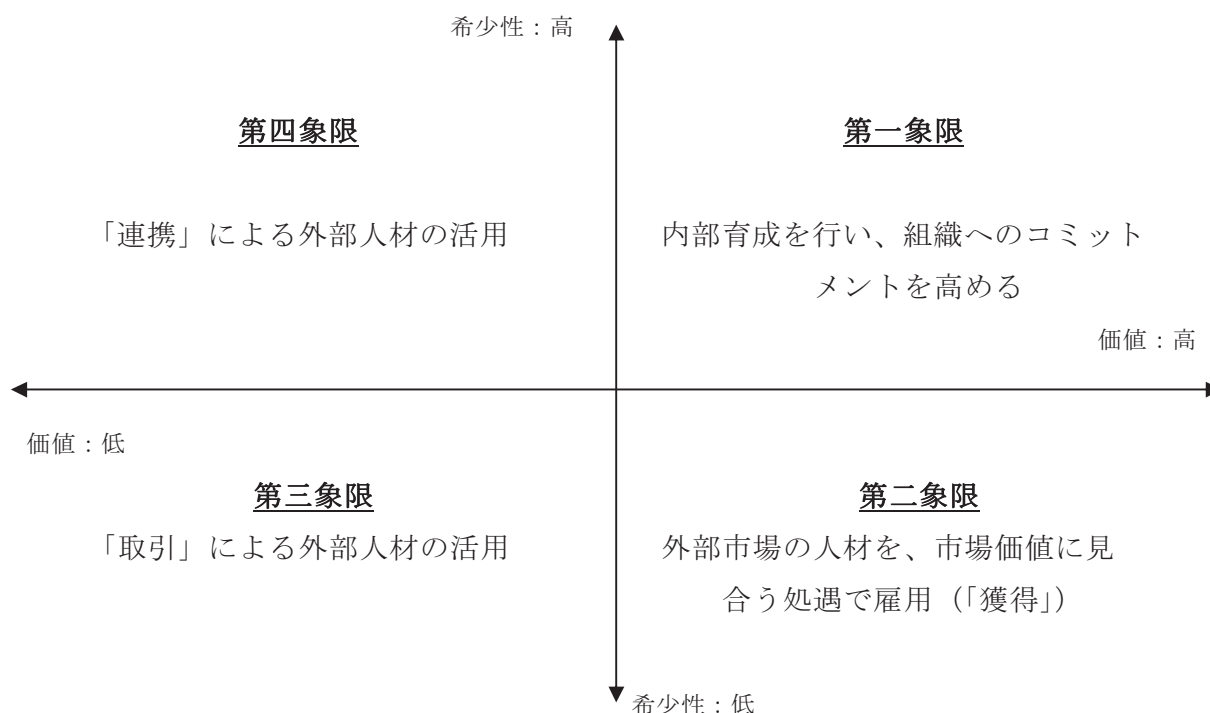 希少性：高
第四象限
第一象限
「連携」による外部人材の活用
内部育成を行い、組織へのコミット
メントを高める
価値：高
価値：低
第三象限
第二象限
「取引」による外部人材の活用
外部市場の人材を、市場価値に見
合う処遇で雇用（「獲得」）
希少性：低